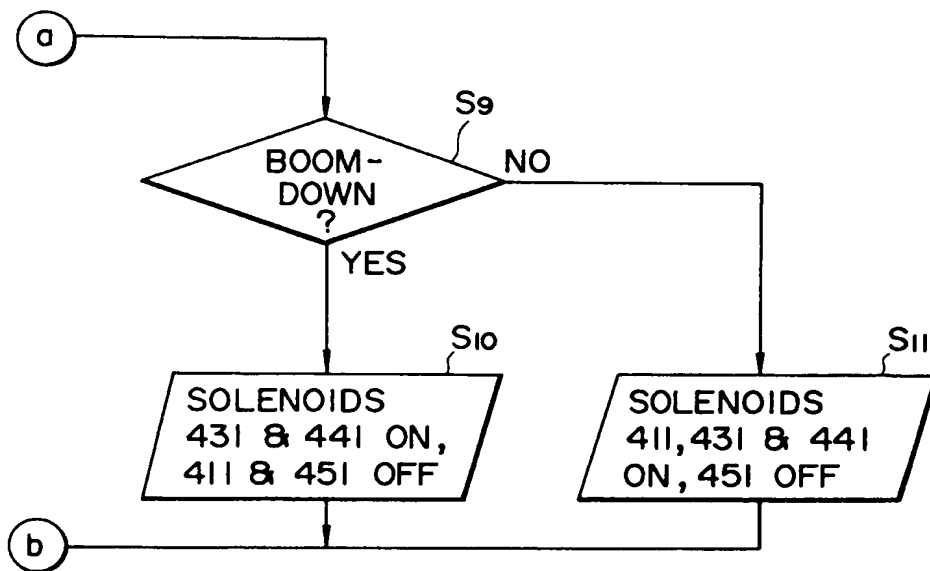 a
S9
BOOM-
DOWN
?
NO
YES
S10
SOLENOIDS
431 & 441 ON,
411 & 451 OFF
S11
SOLENOIDS
411, 431 & 441
ON, 451 OFF
b